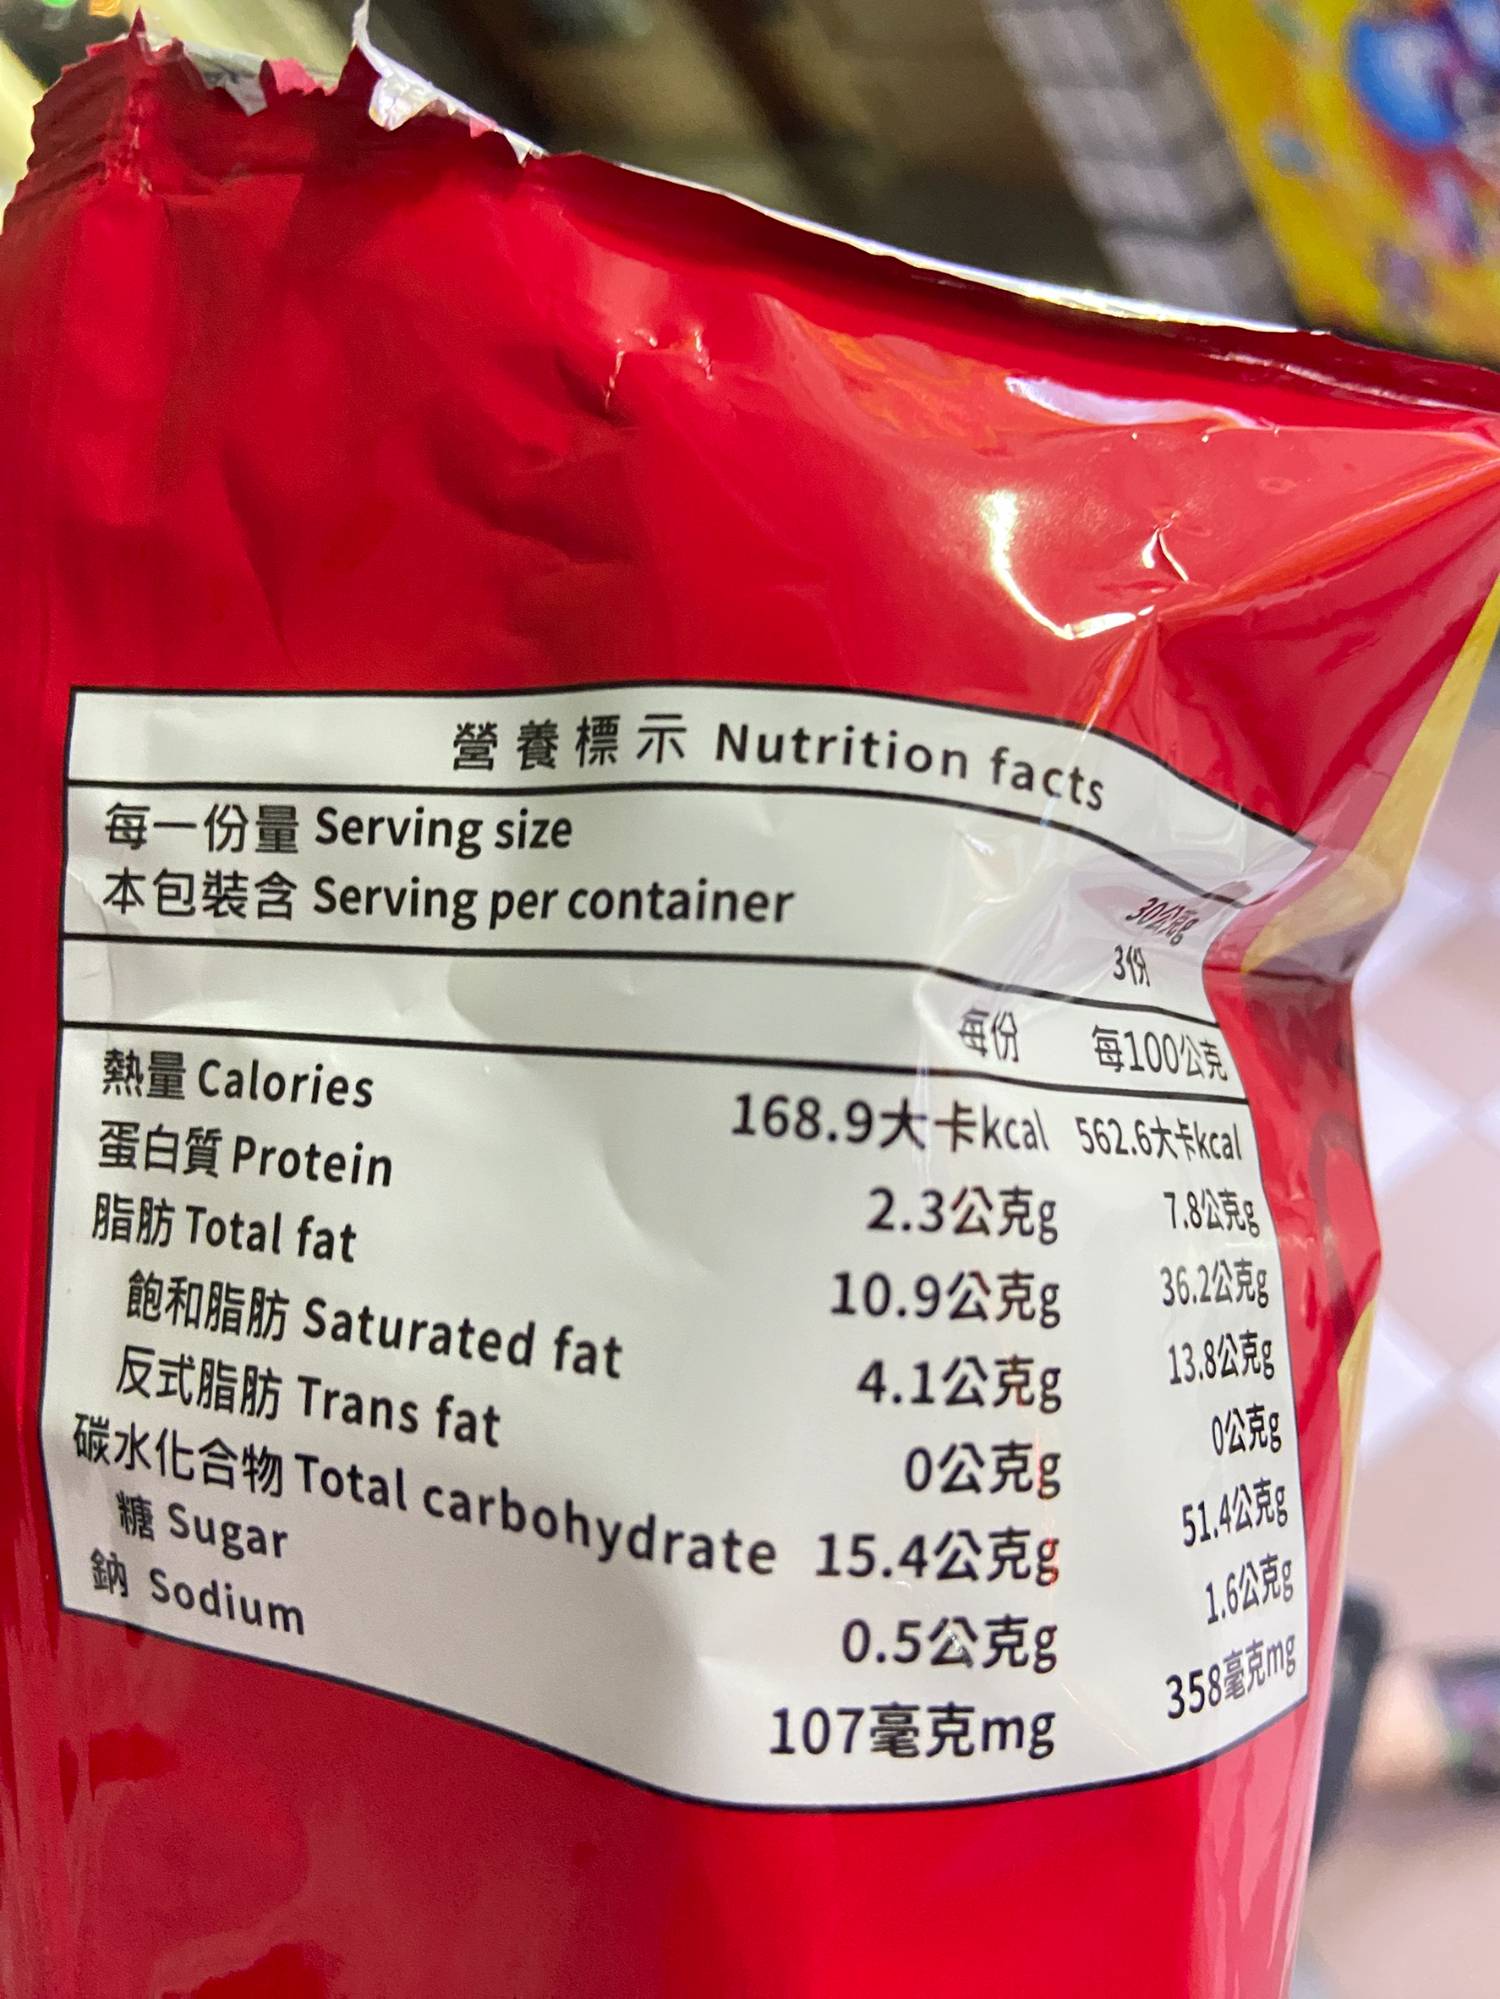 營養標示 Nutrition facts
每一份量 Serving size 30公克g
本包裝含 Serving per container 3份
每份 每100公克
熱量 Calories 168.9大卡kcal 562.6大卡kcal
蛋白質 Protein 2.3公克g 7.8公克g
脂肪 Total fat 10.9公克g 36.2公克g
飽和脂肪 Saturated fat 4.1公克g 13.8公克g
反式脂肪 Trans fat 0公克g 0公克g
碳水化合物 Total carbohydrate 15.4公克g 51.4公克g
糖 Sugar 0.5公克g 1.6公克g
鈉 Sodium 107毫克mg 358毫克mg